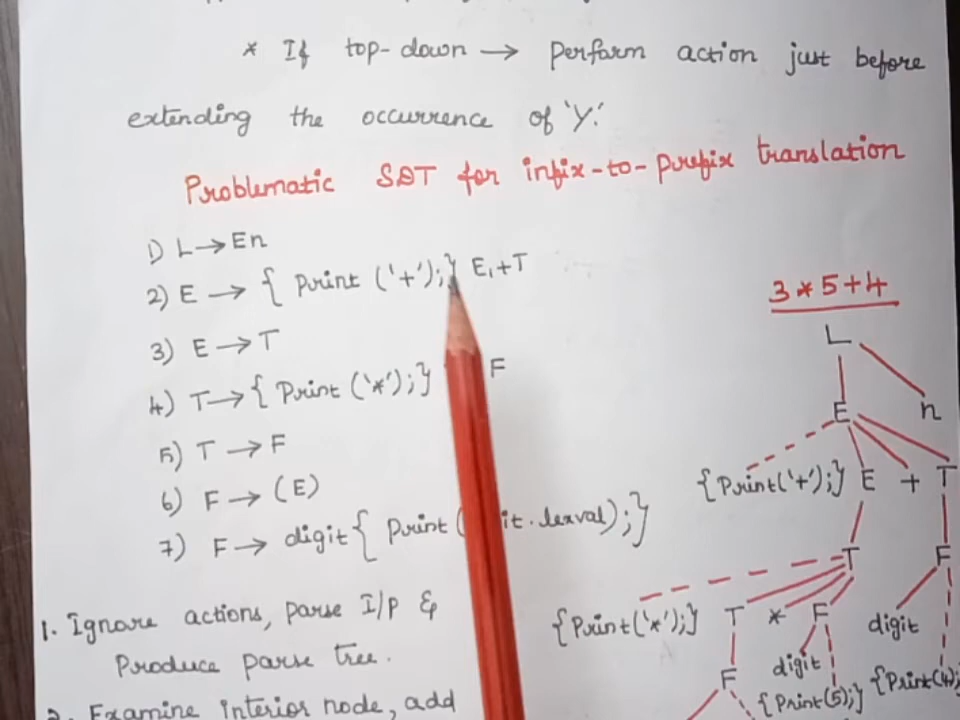 * If top-down → perform action just before
extending the occurrence of 'Y'.
Problematic SDT for infix-to-prefix translation
1) L → En
2) E → { Print ('+');} E₁+T
3) E → T
4) T → { Print ('*');} F
5) T → F
6) F → (E)
7) F → digit { Print ( it.lexval);}
1. Ignore actions, parse I/p &
Produce parse tree.
2. Examine interior node, add
3 * 5 + 4
L
E n
{Print('+');} E + T
T F
{Print('*');} T * F digit
F digit {Print(5);} {Print(4);